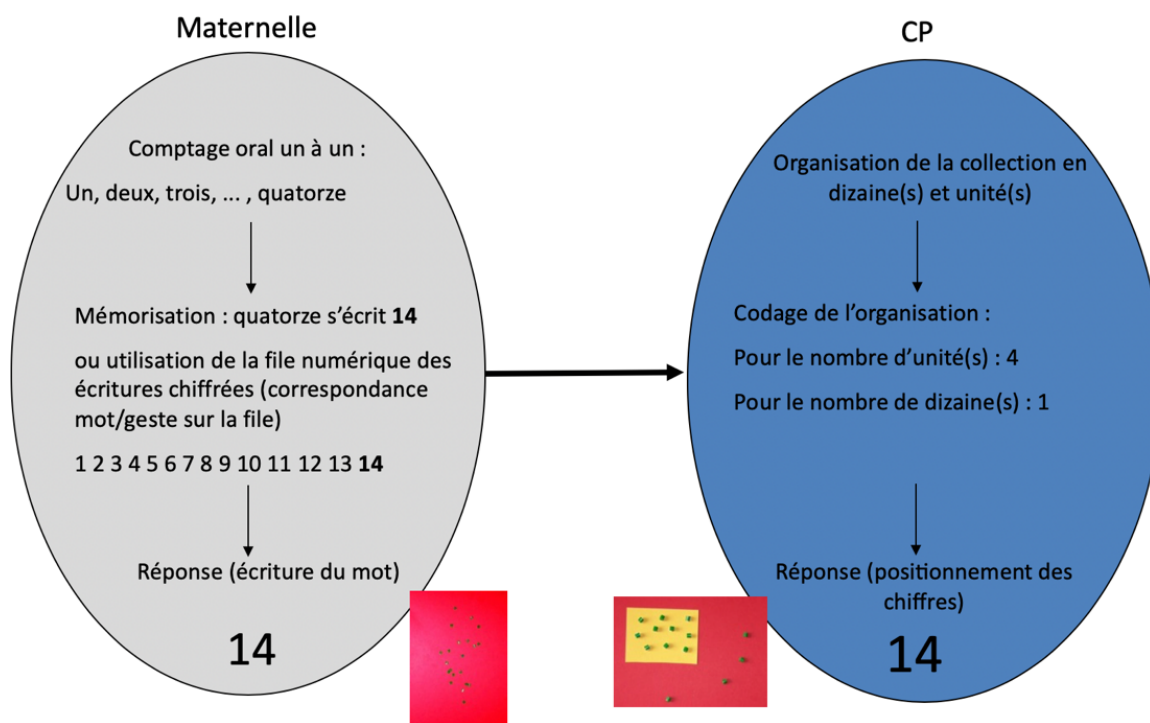 Maternelle
Comptage oral un à un :
Un, deux, trois, ... , quatorze
Mémorisation : quatorze s’écrit 14
ou utilisation de la file numérique des
écritures chiffrées (correspondance
mot/geste sur la file)
1 2 3 4 5 6 7 8 9 10 11 12 13 14
Réponse (écriture du mot)
14
CP
Organisation de la collection en
dizaine(s) et unité(s)
Codage de l’organisation :
Pour le nombre d’unité(s) : 4
Pour le nombre de dizaine(s) : 1
Réponse (positionnement des
chiffres)
14